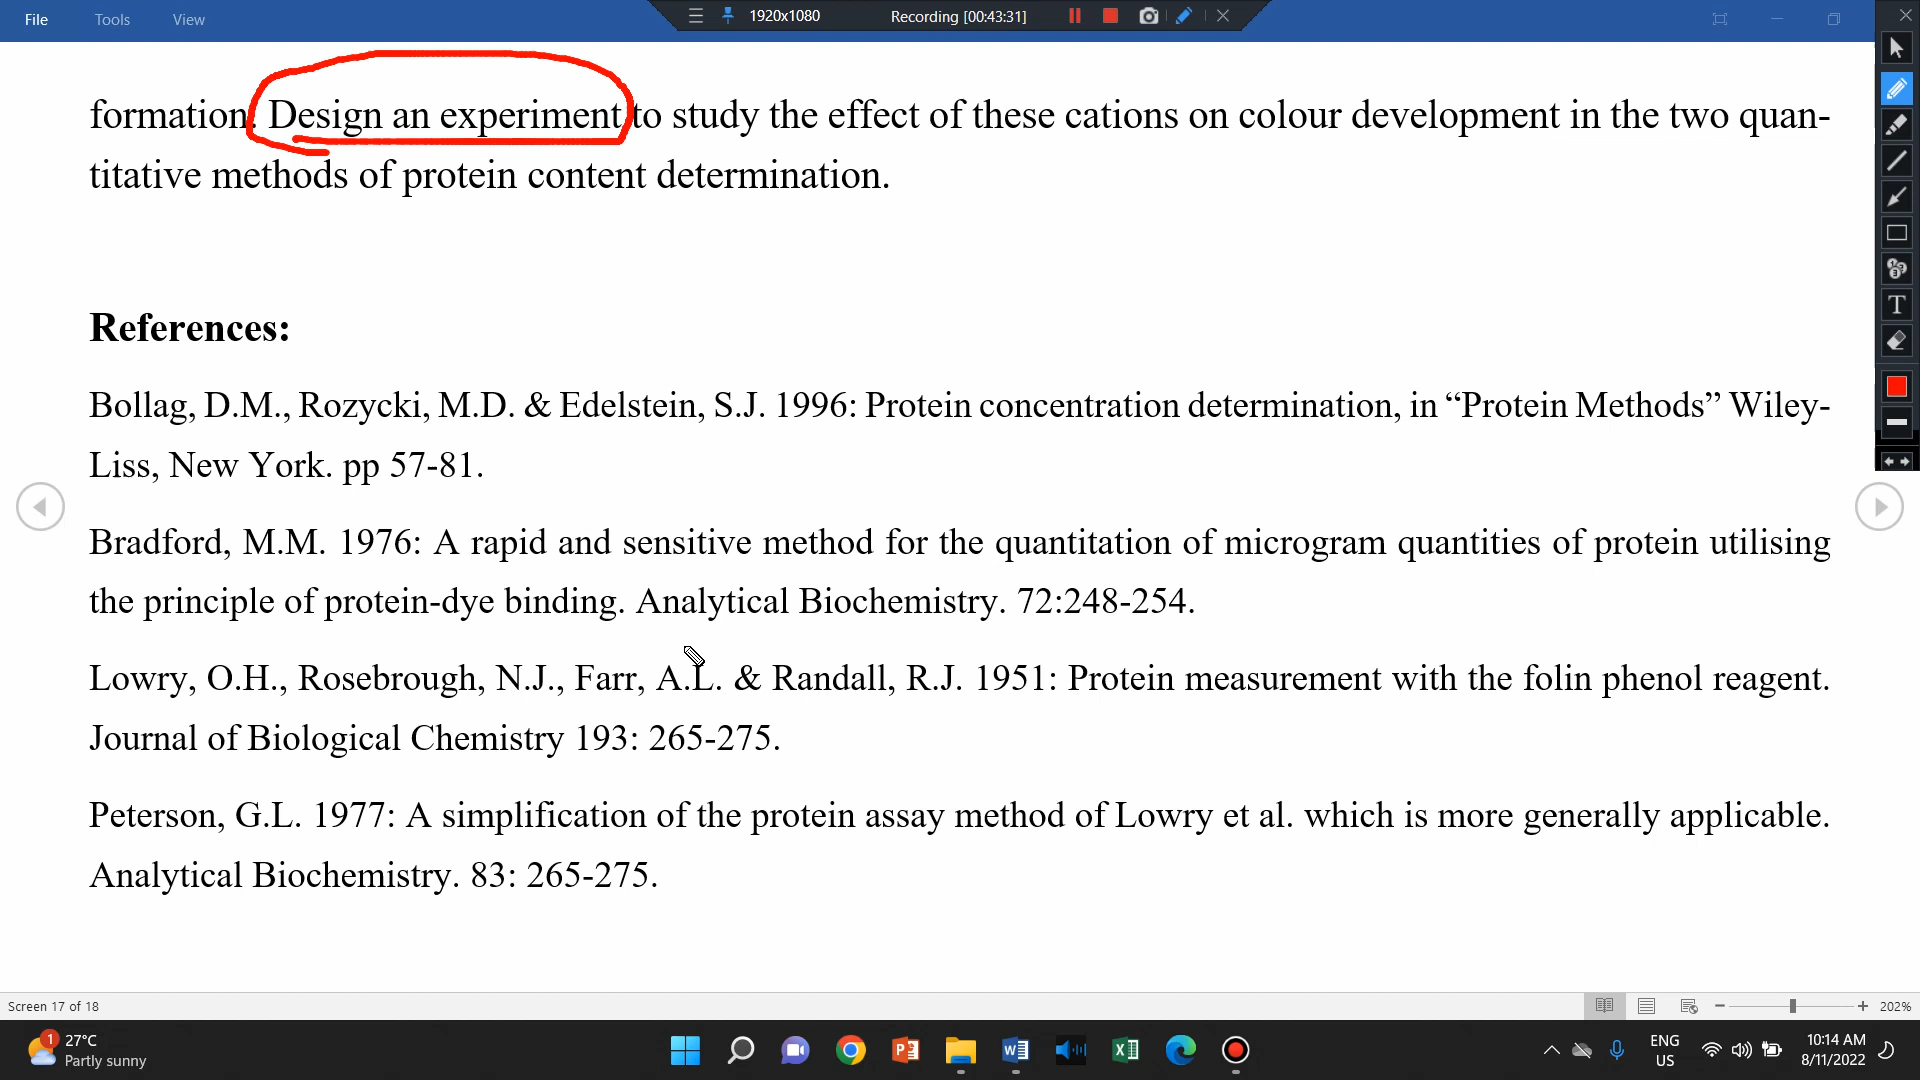 File Tools View
1920x1080 Recording [00:43:31]
formation. Design an experiment to study the effect of these cations on colour development in the two quan-
titative methods of protein content determination.
References:
Bollag, D.M., Rozycki, M.D. & Edelstein, S.J. 1996: Protein concentration determination, in “Protein Methods” Wiley-
Liss, New York. pp 57-81.
Bradford, M.M. 1976: A rapid and sensitive method for the quantitation of microgram quantities of protein utilising
the principle of protein-dye binding. Analytical Biochemistry. 72:248-254.
Lowry, O.H., Rosebrough, N.J., Farr, A.L. & Randall, R.J. 1951: Protein measurement with the folin phenol reagent.
Journal of Biological Chemistry 193: 265-275.
Peterson, G.L. 1977: A simplification of the protein assay method of Lowry et al. which is more generally applicable.
Analytical Biochemistry. 83: 265-275.
Screen 17 of 18
202%
1
27°C
Partly sunny
ENG
US
10:14 AM
8/11/2022